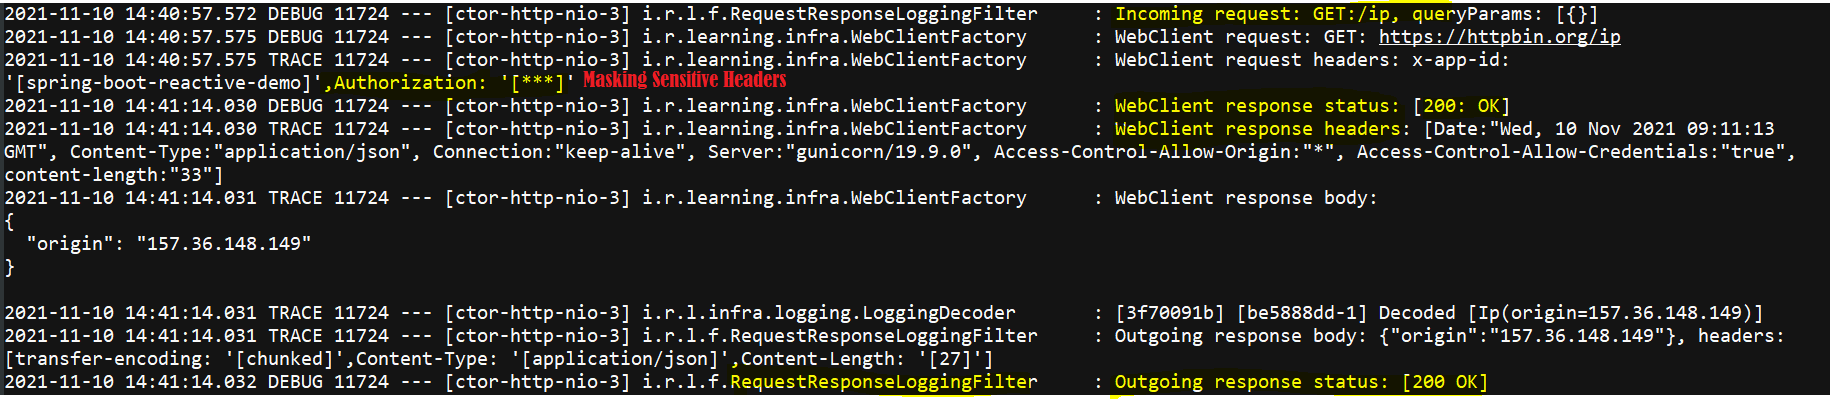 2021-11-10 14:40:57.572 DEBUG 11724 --- [ctor-http-nio-3] i.r.l.f.RequestResponseLoggingFilter     : Incoming request: GET:/ip, queryParams: [{}]
2021-11-10 14:40:57.575 DEBUG 11724 --- [ctor-http-nio-3] i.r.learning.infra.WebClientFactory      : WebClient request: GET: https://httpbin.org/ip
2021-11-10 14:40:57.575 TRACE 11724 --- [ctor-http-nio-3] i.r.learning.infra.WebClientFactory      : WebClient request headers: x-app-id:
'[spring-boot-reactive-demo]',Authorization: '[***]' Masking Sensitive Headers
2021-11-10 14:41:14.030 DEBUG 11724 --- [ctor-http-nio-3] i.r.learning.infra.WebClientFactory      : WebClient response status: [200: OK]
2021-11-10 14:41:14.030 TRACE 11724 --- [ctor-http-nio-3] i.r.learning.infra.WebClientFactory      : WebClient response headers: [Date:"Wed, 10 Nov 2021 09:11:13
GMT", Content-Type:"application/json", Connection:"keep-alive", Server:"gunicorn/19.9.0", Access-Control-Allow-Origin:"*", Access-Control-Allow-Credentials:"true",
content-length:"33"]
2021-11-10 14:41:14.031 TRACE 11724 --- [ctor-http-nio-3] i.r.learning.infra.WebClientFactory      : WebClient response body:
{
  "origin": "157.36.148.149"
}
2021-11-10 14:41:14.031 TRACE 11724 --- [ctor-http-nio-3] i.r.l.infra.logging.LoggingDecoder       : [3f70091b] [be5888dd-1] Decoded [Ip(origin=157.36.148.149)]
2021-11-10 14:41:14.031 TRACE 11724 --- [ctor-http-nio-3] i.r.l.f.RequestResponseLoggingFilter     : Outgoing response body: {"origin":"157.36.148.149"}, headers:
[transfer-encoding: '[chunked]',Content-Type: '[application/json]',Content-Length: '[27]']
2021-11-10 14:41:14.032 DEBUG 11724 --- [ctor-http-nio-3] i.r.l.f.RequestResponseLoggingFilter     : Outgoing response status: [200 OK]